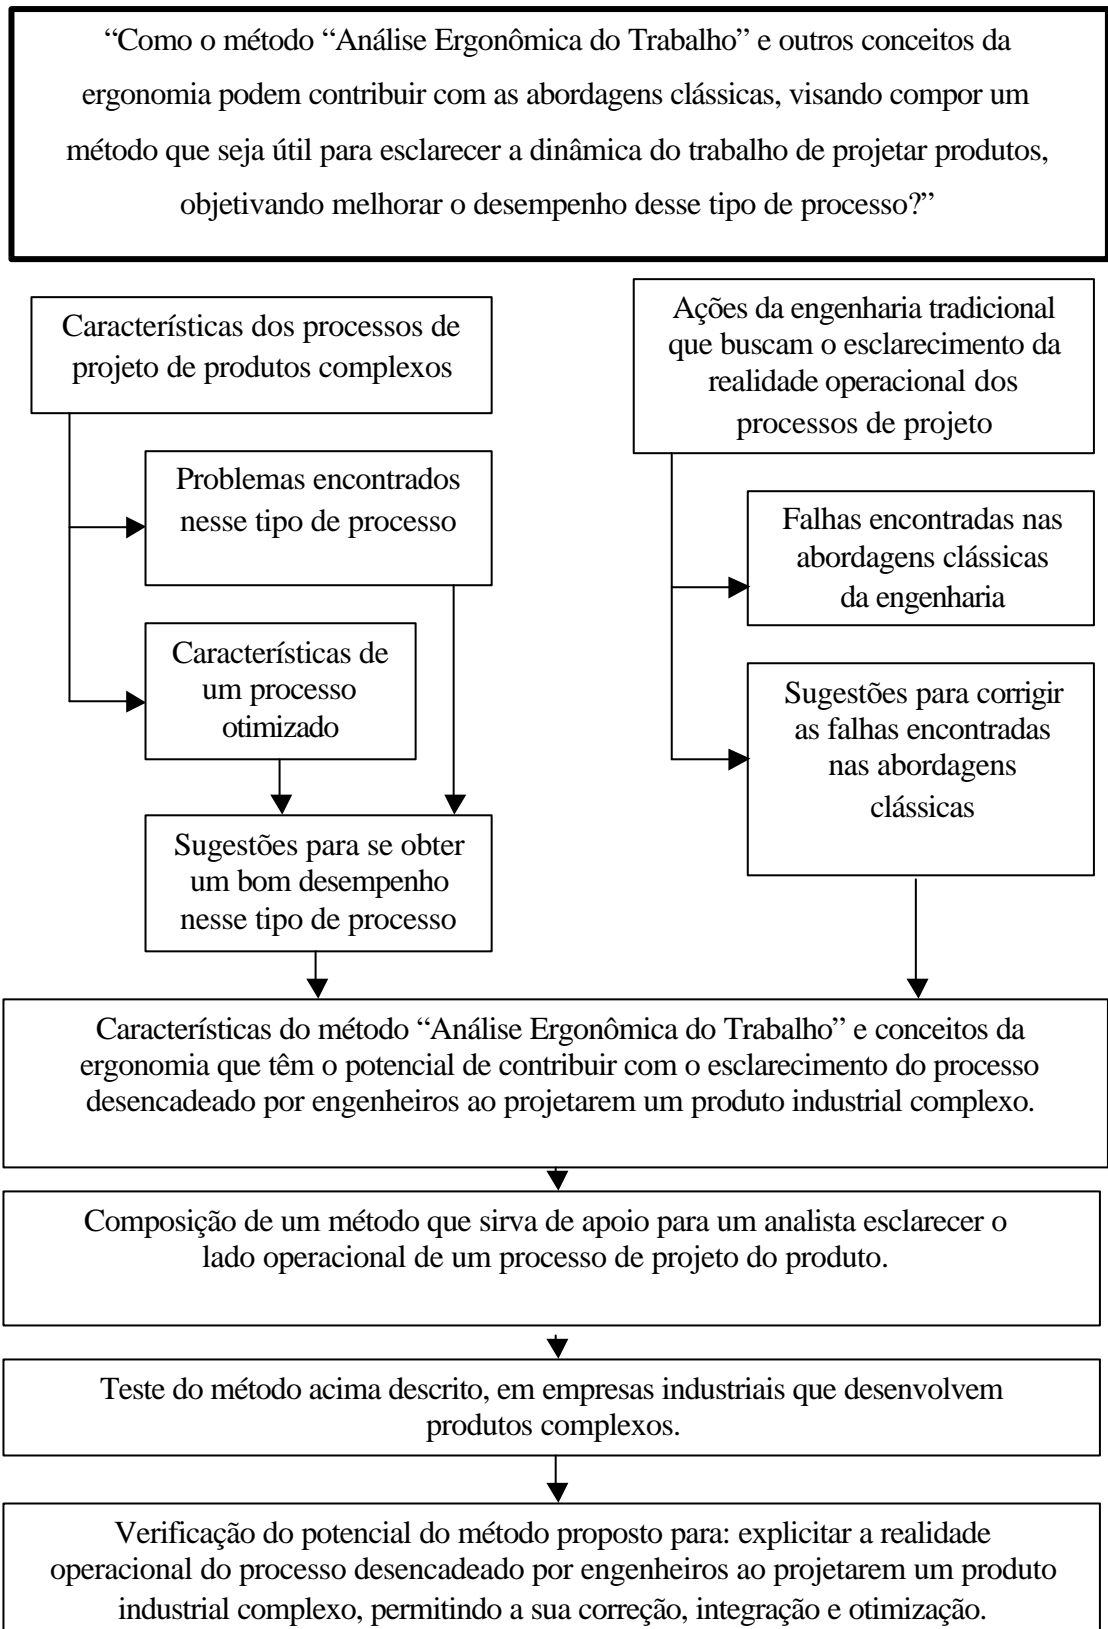 “Como o método “Análise Ergonômica do Trabalho” e outros conceitos da
ergonomia podem contribuir com as abordagens clássicas, visando compor um
método que seja útil para esclarecer a dinâmica do trabalho de projetar produtos,
objetivando melhorar o desempenho desse tipo de processo?”
Características dos processos de
projeto de produtos complexos
Problemas encontrados
nesse tipo de processo
Características de
um processo
otimizado
Sugestões para se obter
um bom desempenho
nesse tipo de processo
Ações da engenharia tradicional
que buscam o esclarecimento da
realidade operacional dos
processos de projeto
Falhas encontradas nas
abordagens clássicas
da engenharia
Sugestões para corrigir
as falhas encontradas
nas abordagens
clássicas
Características do método “Análise Ergonômica do Trabalho” e conceitos da
ergonomia que têm o potencial de contribuir com o esclarecimento do processo
desencadeado por engenheiros ao projetarem um produto industrial complexo.
Composição de um método que sirva de apoio para um analista esclarecer o
lado operacional de um processo de projeto do produto.
Teste do método acima descrito, em empresas industriais que desenvolvem
produtos complexos.
Verificação do potencial do método proposto para: explicitar a realidade
operacional do processo desencadeado por engenheiros ao projetarem um produto
industrial complexo, permitindo a sua correção, integração e otimização.